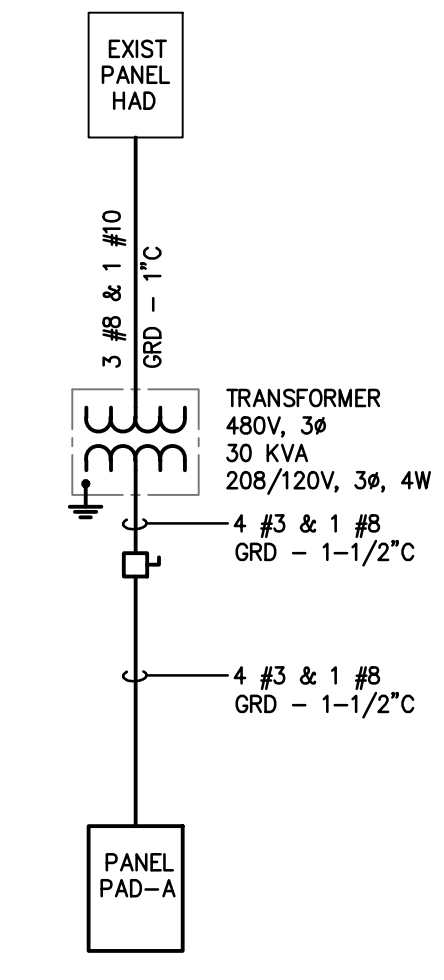 EXIST
PANEL
HAD
3 #8 & 1 #10
GRD - 1"C
TRANSFORMER
480V, 3ø
30 KVA
208/120V, 3ø, 4W
4 #3 & 1 #8
GRD - 1-1/2"C
4 #3 & 1 #8
GRD - 1-1/2"C
PANEL
PAD-A